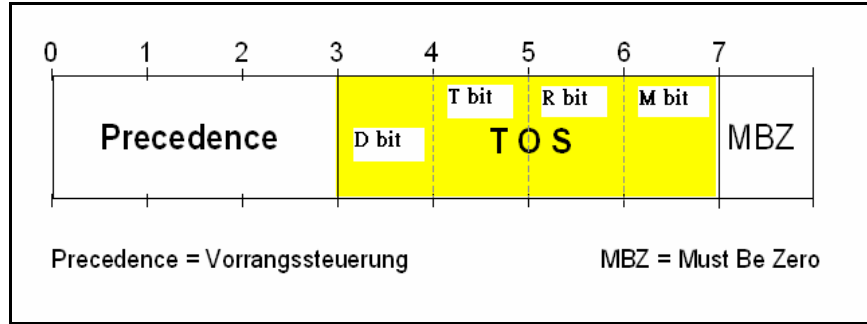 0 1 2 3 4 5 6 7
T bit R bit M bit
Precedence D bit T O S MBZ
Precedence = Vorrangssteuerung MBZ = Must Be Zero